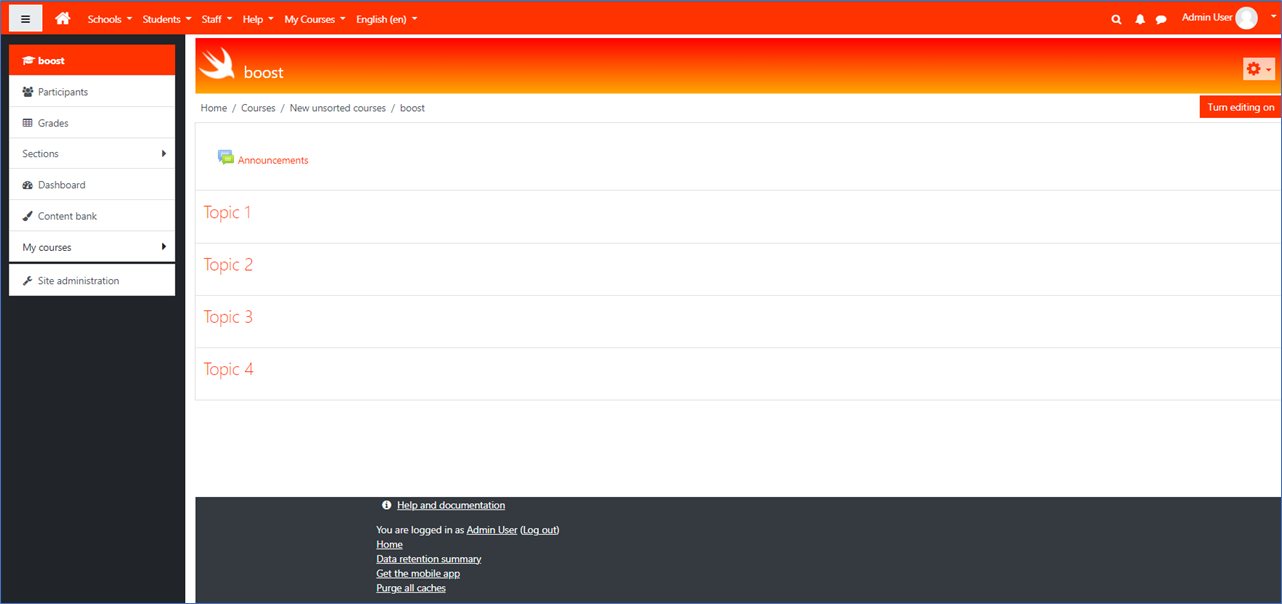 Schools Students Staff Help My Courses English (en) Admin User
boost
Participants
Grades
Sections
Dashboard
Content bank
My courses
Site administration
boost
Home / Courses / New unsorted courses / boost
Turn editing on
Announcements
Topic 1
Topic 2
Topic 3
Topic 4
Help and documentation
You are logged in as Admin User (Log out)
Home
Data retention summary
Get the mobile app
Purge all caches